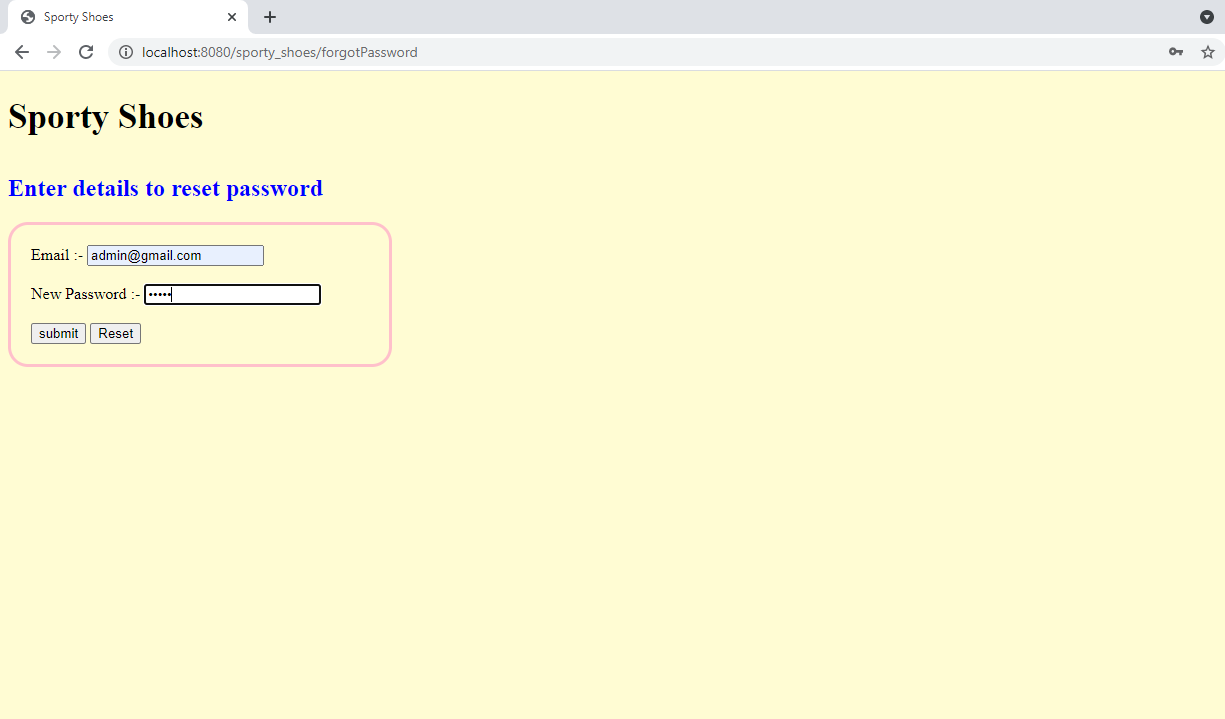 Sporty Shoes
localhost:8080/sporty_shoes/forgotPassword
Sporty Shoes
Enter details to reset password
Email :- admin@gmail.com
New Password :- •••••
submit Reset